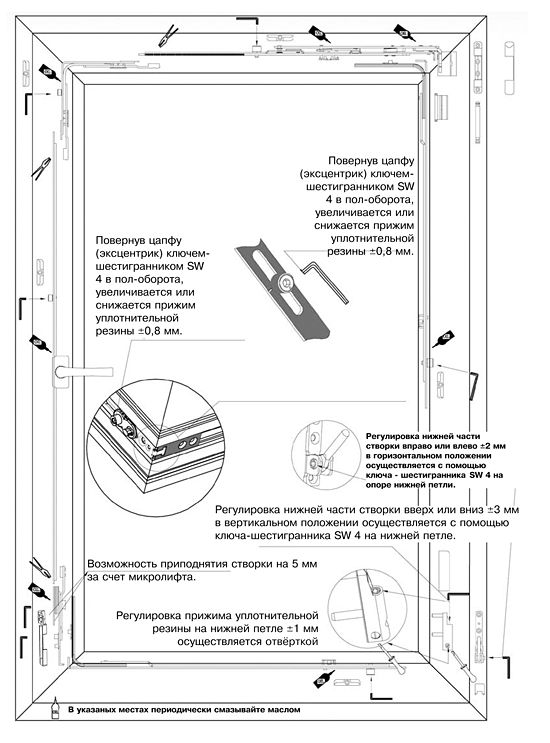 Повернув цапфу
(эксцентрик) ключем-
шестигранником SW
4 в пол-оборота,
увеличивается или
снижается прижим
уплотнительной
резины ±0,8 мм.
Повернув цапфу
(эксцентрик) ключем-
шестигранником SW
4 в пол-оборота,
увеличивается или
снижается прижим
уплотнительной
резины ±0,8 мм.
Регулировка нижней части
створки вправо или влево ±2 мм
в горизонтальном положении
осуществляется с помощью
ключа - шестигранника SW 4 на
опоре нижней петли.
Регулировка нижней части створки вверх или вниз ±3 мм
в вертикальном положении осуществляется с помощью
ключа-шестигранника SW 4 на нижней петле.
Возможность приподнятия створки на 5 мм
за счет микролифта.
Регулировка прижима уплотнительной
резины на нижней петле ±1 мм
осуществляется отвёрткой
В указаных местах периодически смазывайте маслом